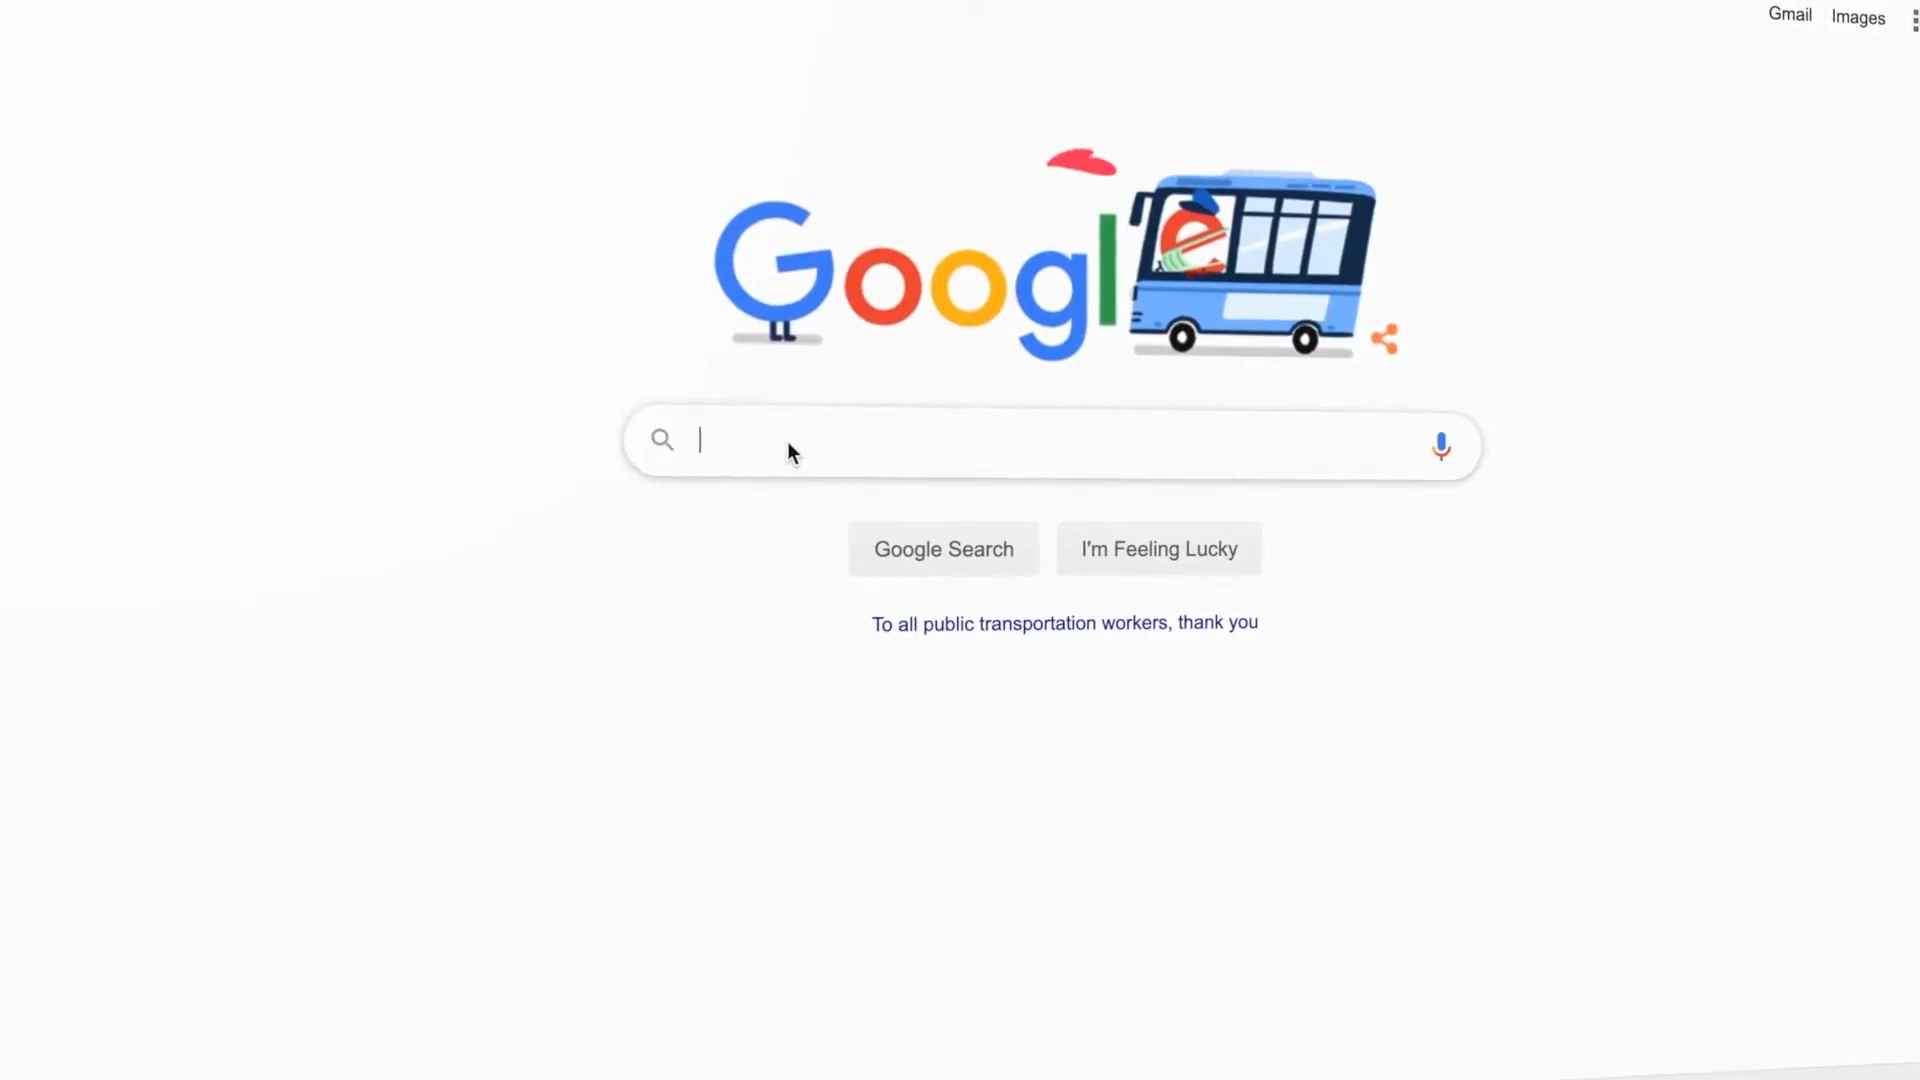 Gmail Images
Google
Google Search I'm Feeling Lucky
To all public transportation workers, thank you